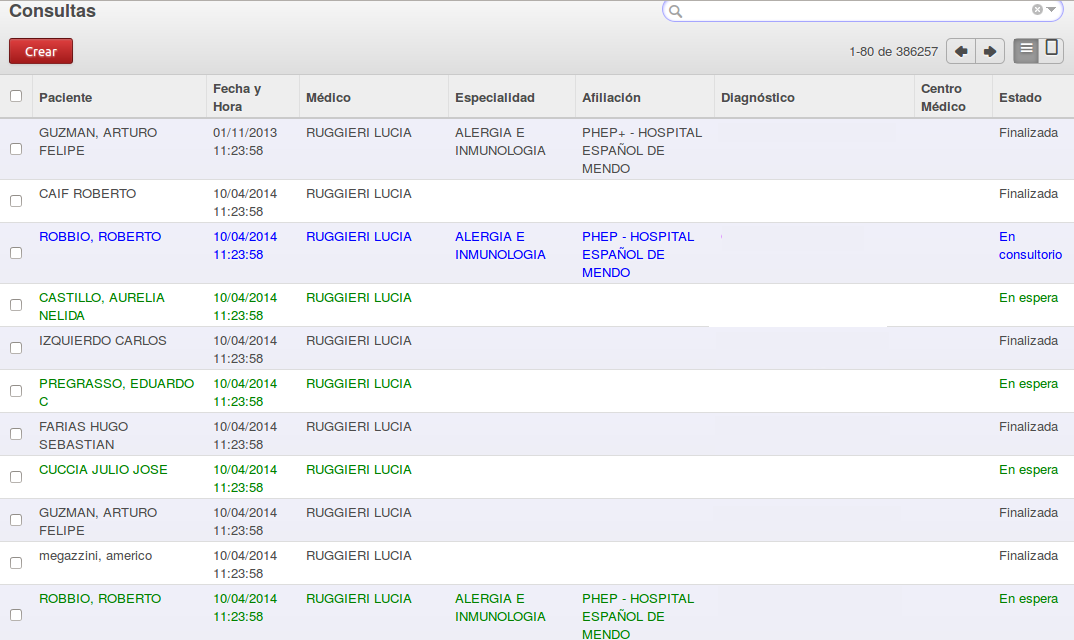 Consultas
Crear
1-80 de 386257
Paciente
Fecha y
Hora
Médico
Especialidad
Afiliación
Diagnóstico
Centro
Médico
Estado
GUZMAN, ARTURO
FELIPE
01/11/2013
11:23:58
RUGGIERI LUCIA
ALERGIA E
INMUNOLOGIA
PHEP+ - HOSPITAL
ESPAÑOL DE
MENDO
Finalizada
CAIF ROBERTO
10/04/2014
11:23:58
RUGGIERI LUCIA
Finalizada
ROBBIO, ROBERTO
10/04/2014
11:23:58
RUGGIERI LUCIA
ALERGIA E
INMUNOLOGIA
PHEP - HOSPITAL
ESPAÑOL DE
MENDO
En
consultorio
CASTILLO, AURELIA
NELIDA
10/04/2014
11:23:58
RUGGIERI LUCIA
En espera
IZQUIERDO CARLOS
10/04/2014
11:23:58
RUGGIERI LUCIA
Finalizada
PREGRASSO, EDUARDO
C
10/04/2014
11:23:58
RUGGIERI LUCIA
En espera
FARIAS HUGO
SEBASTIAN
10/04/2014
11:23:58
RUGGIERI LUCIA
Finalizada
CUCCIA JULIO JOSE
10/04/2014
11:23:58
RUGGIERI LUCIA
En espera
GUZMAN, ARTURO
FELIPE
10/04/2014
11:23:58
RUGGIERI LUCIA
Finalizada
megazzini, americo
10/04/2014
11:23:58
RUGGIERI LUCIA
Finalizada
ROBBIO, ROBERTO
10/04/2014
11:23:58
RUGGIERI LUCIA
ALERGIA E
INMUNOLOGIA
PHEP - HOSPITAL
ESPAÑOL DE
MENDO
En espera